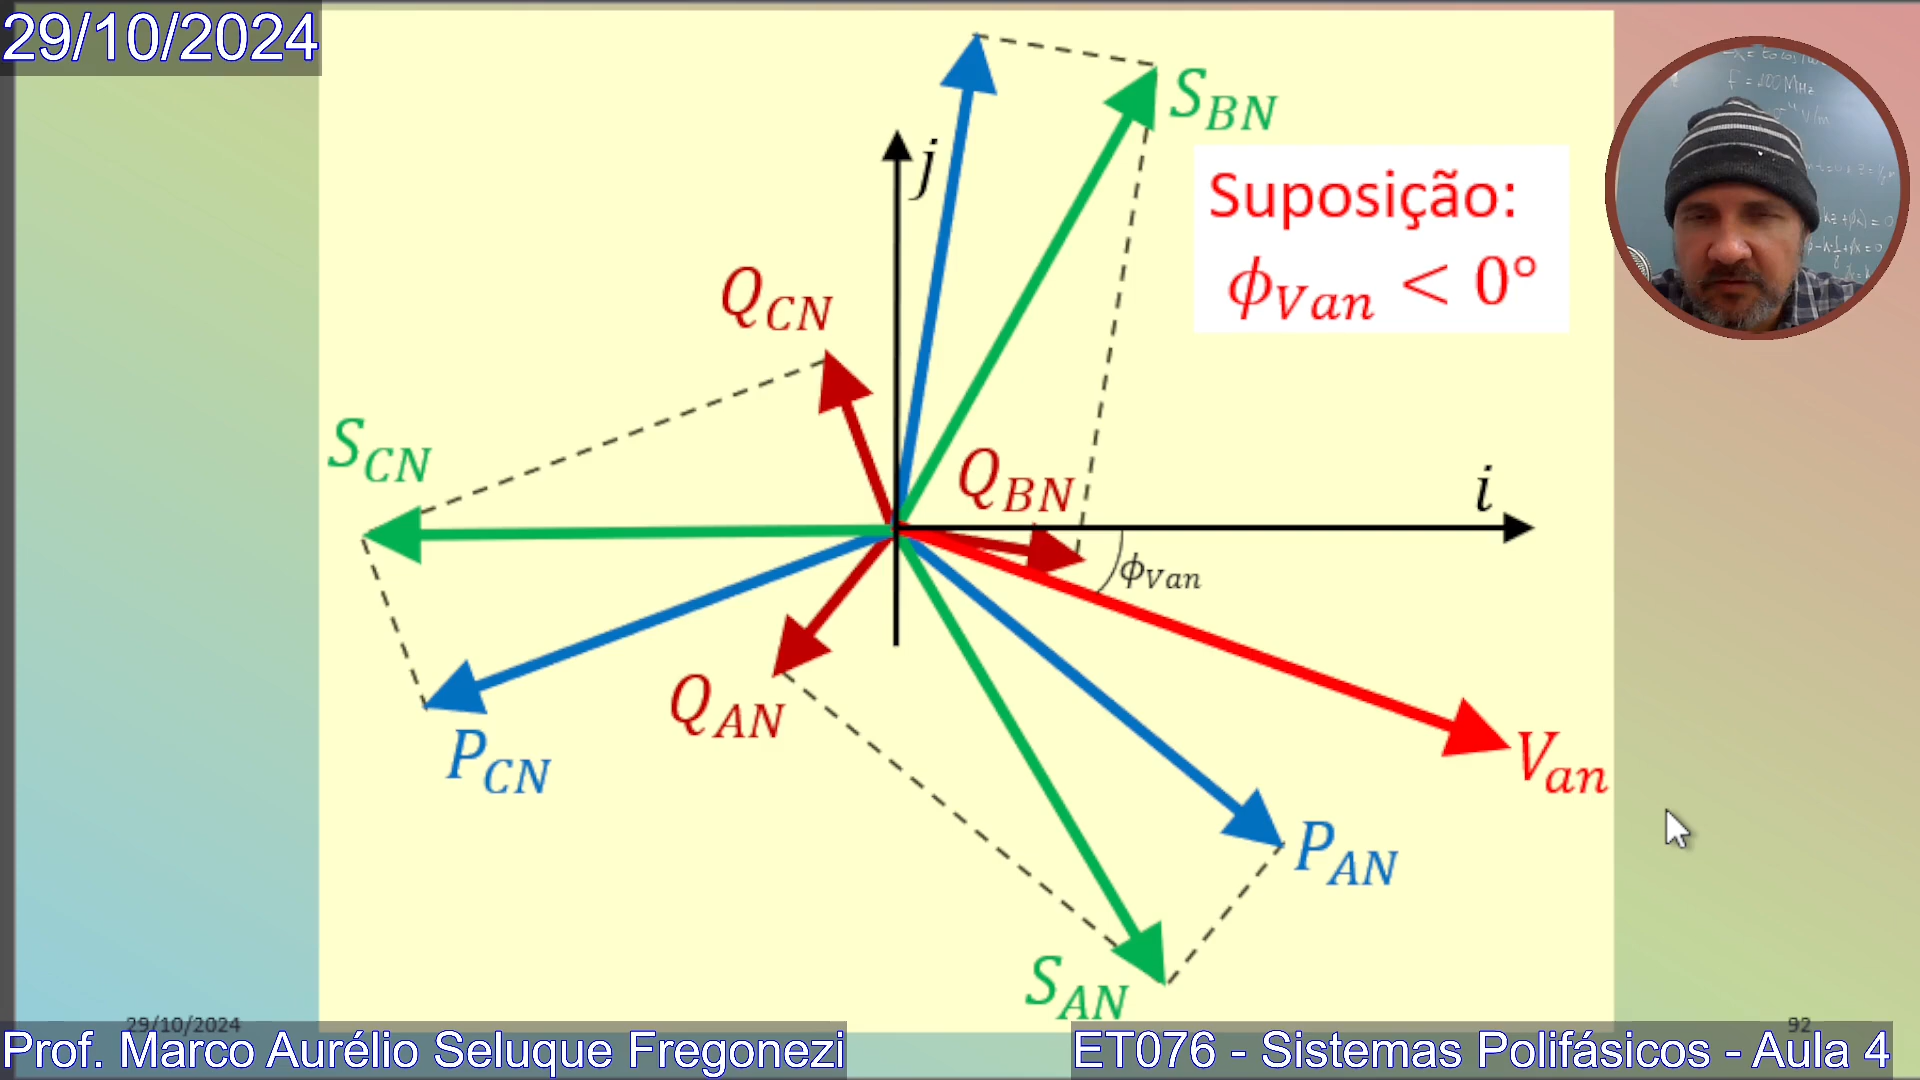 29/10/2024
S_BN
j
Suposição:
ϕ_Van < 0°
Q_CN
S_CN
Q_BN
i
ϕ_Van
Q_AN
P_CN
V_an
P_AN
S_AN
29/10/2024
92
Prof. Marco Aurélio Seluque Fregonezi
ET076 - Sistemas Polifásicos - Aula 4